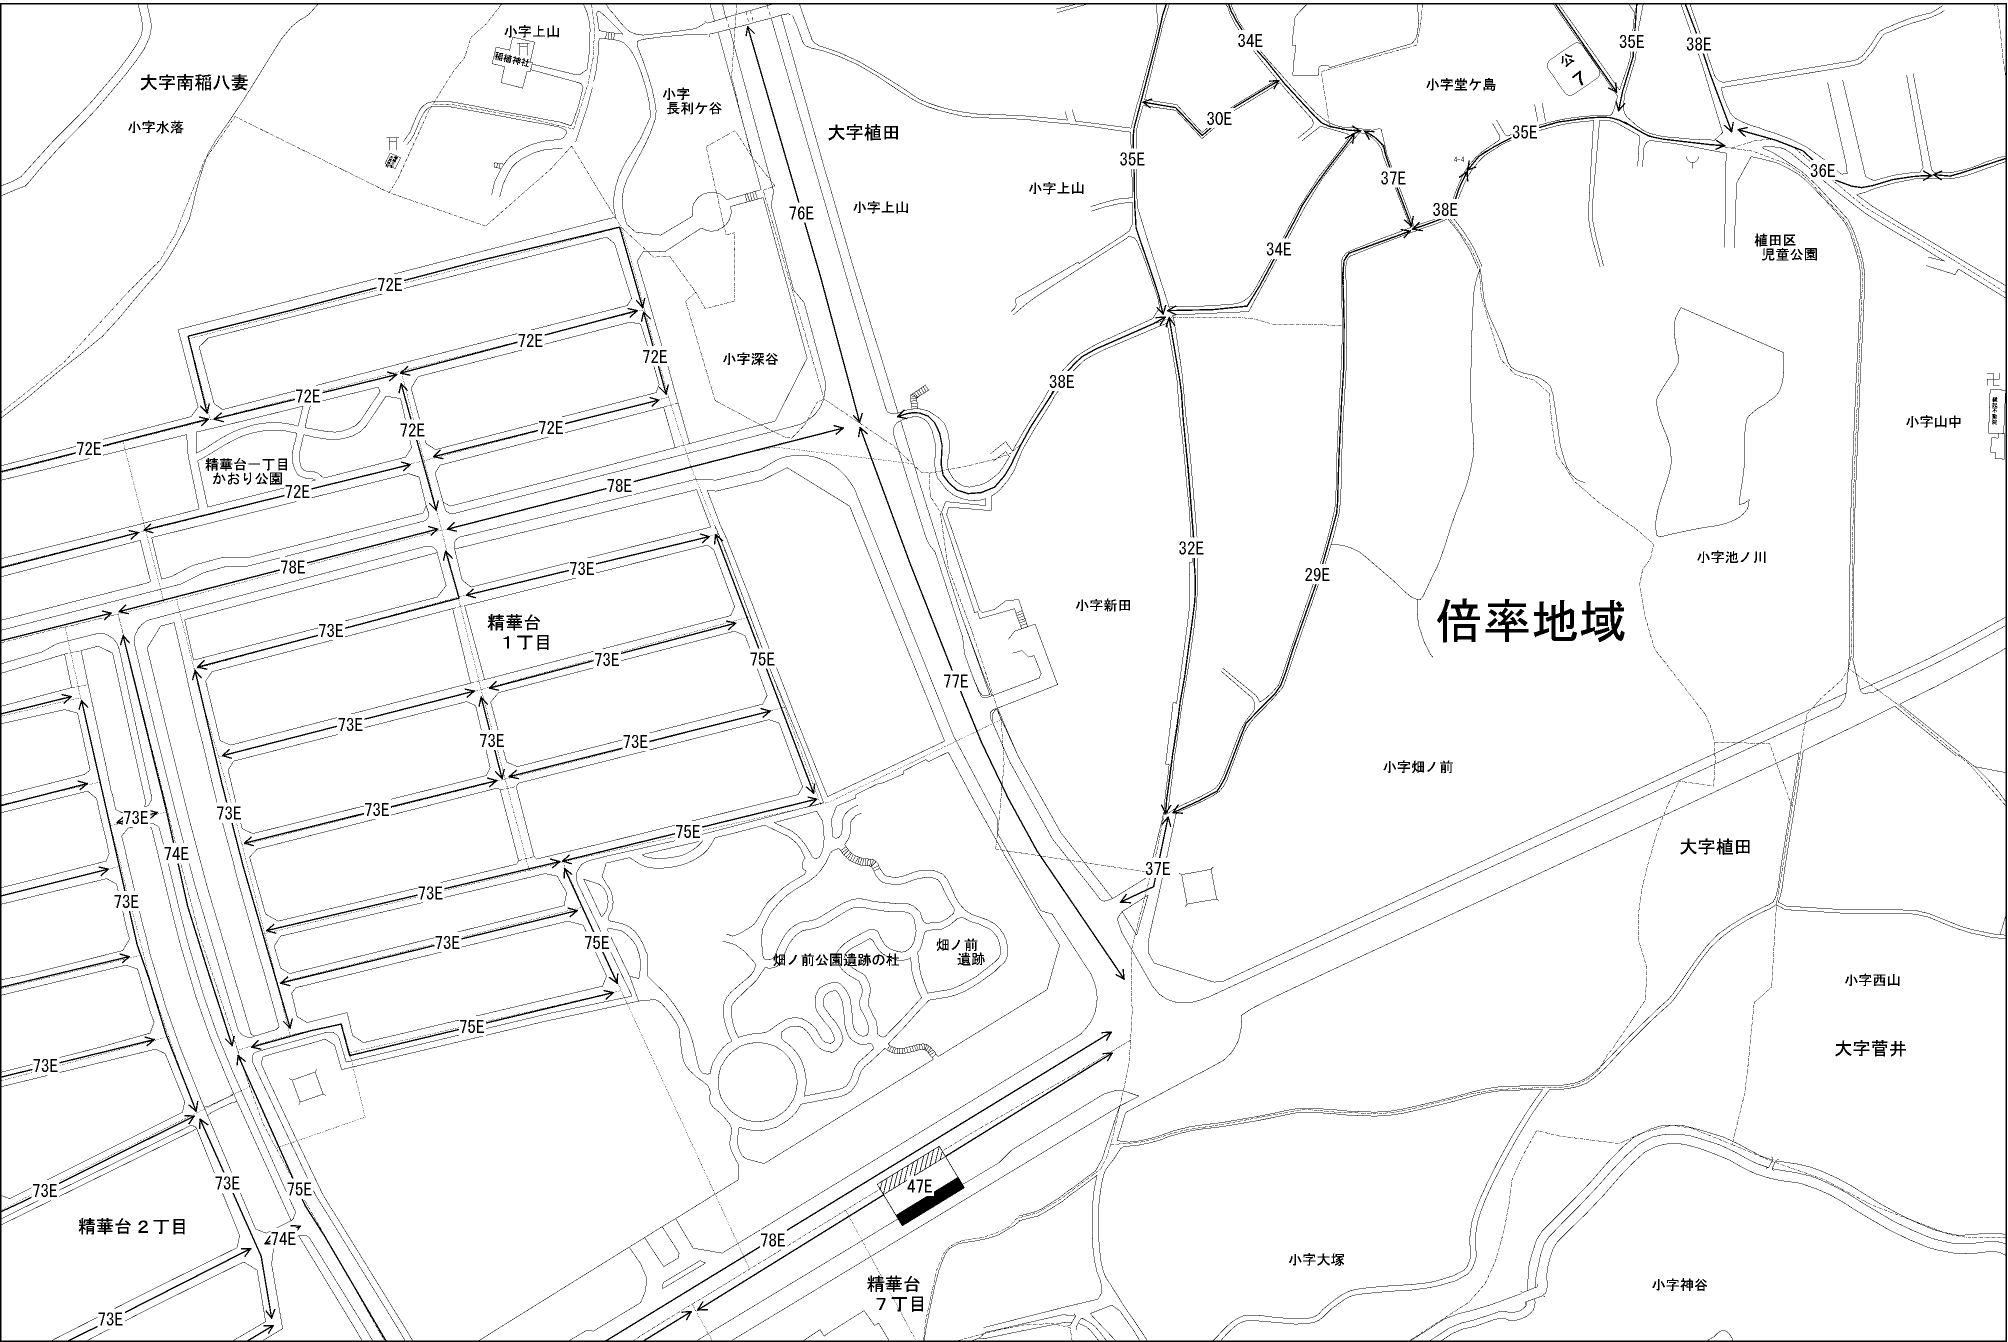 小字上山
稲植神社
34E
35E
38E
公
7
大字南稲八妻
小字
長利ケ谷
小字堂ケ島
小字水落
大字植田
30E
35E
4-4
35E
36E
37E
小字上山
76E
小字上山
38E
34E
植田区
児童公園
72E
72E
72E
小字深谷
38E
72E
小字山中
72E
72E
72E
精華台一丁目
かおり公園
72E
78E
32E
小字池ノ川
78E
73E
29E
小字新田
倍率地域
精華台
１丁目
73E
73E
75E
77E
73E
73E
73E
小字畑ノ前
73E
73E
73E
75E
74E
大字植田
37E
73E
73E
73E
75E
畑ノ前
遺跡
畑ノ前公園遺跡の杜
小字西山
75E
大字菅井
73E
73E
73E
75E
47E
精華台２丁目
74E
78E
小字大塚
精華台
７丁目
小字神谷
73E